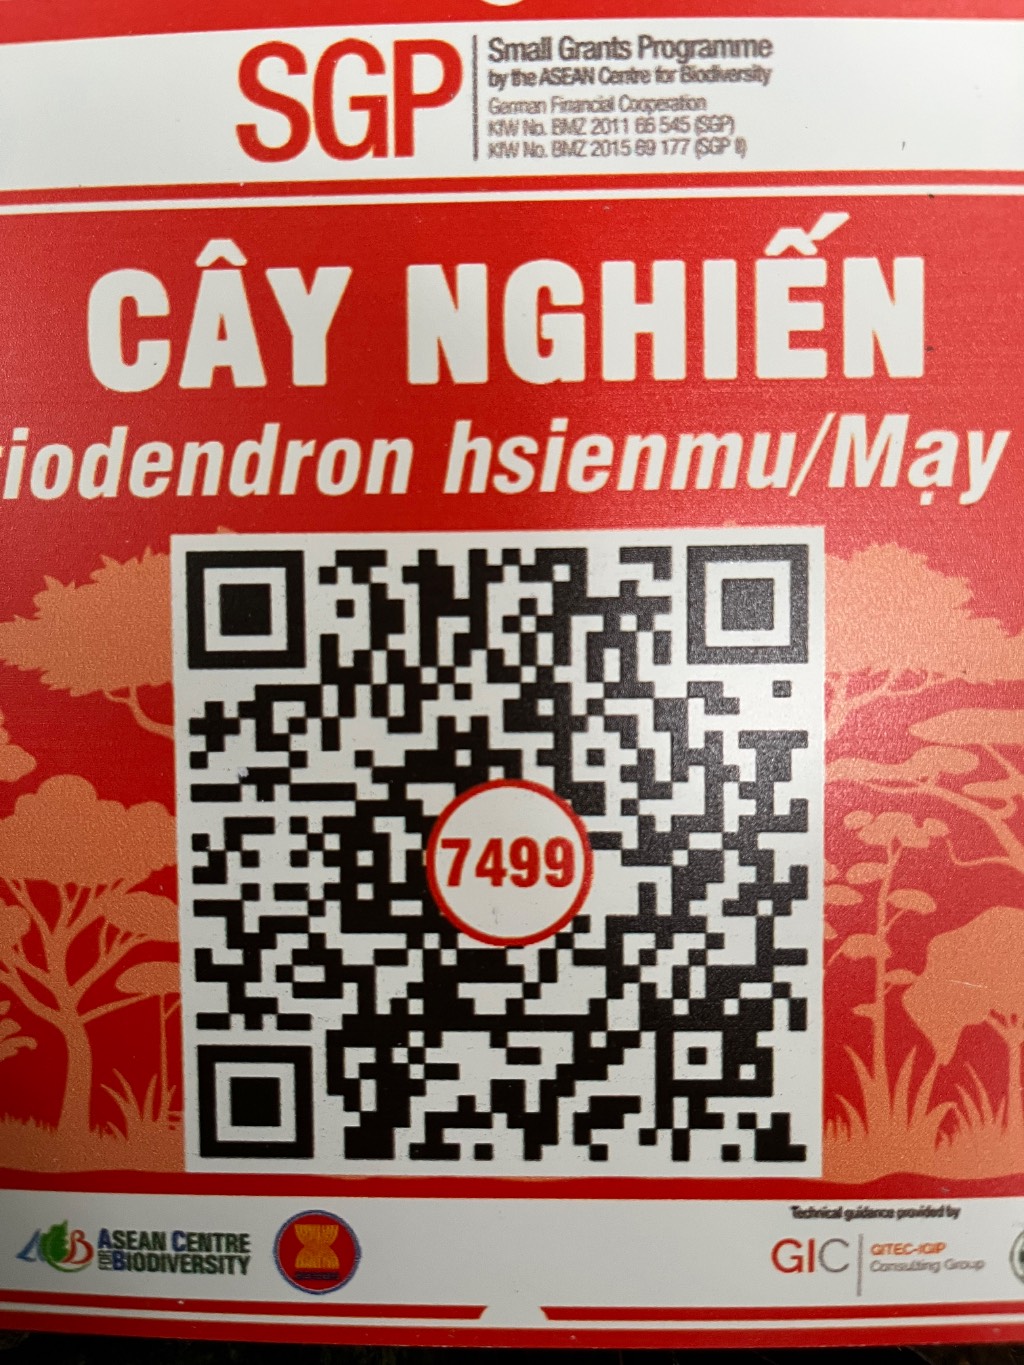 SGP
Small Grants Programme
by the ASEAN Centre for Biodiversity
German Financial Cooperation
KfW No. BMZ 2011 66 545 (SGP)
KfW No. BMZ 2015 69 177 (SGP II)
CÂY NGHIẾN
iodendron hsienmu/Mạy
7499
ASEAN CENTRE
FOR BIODIVERSITY
Technical guidance provided by
GIC
GITEC-IGIP
Consulting Group